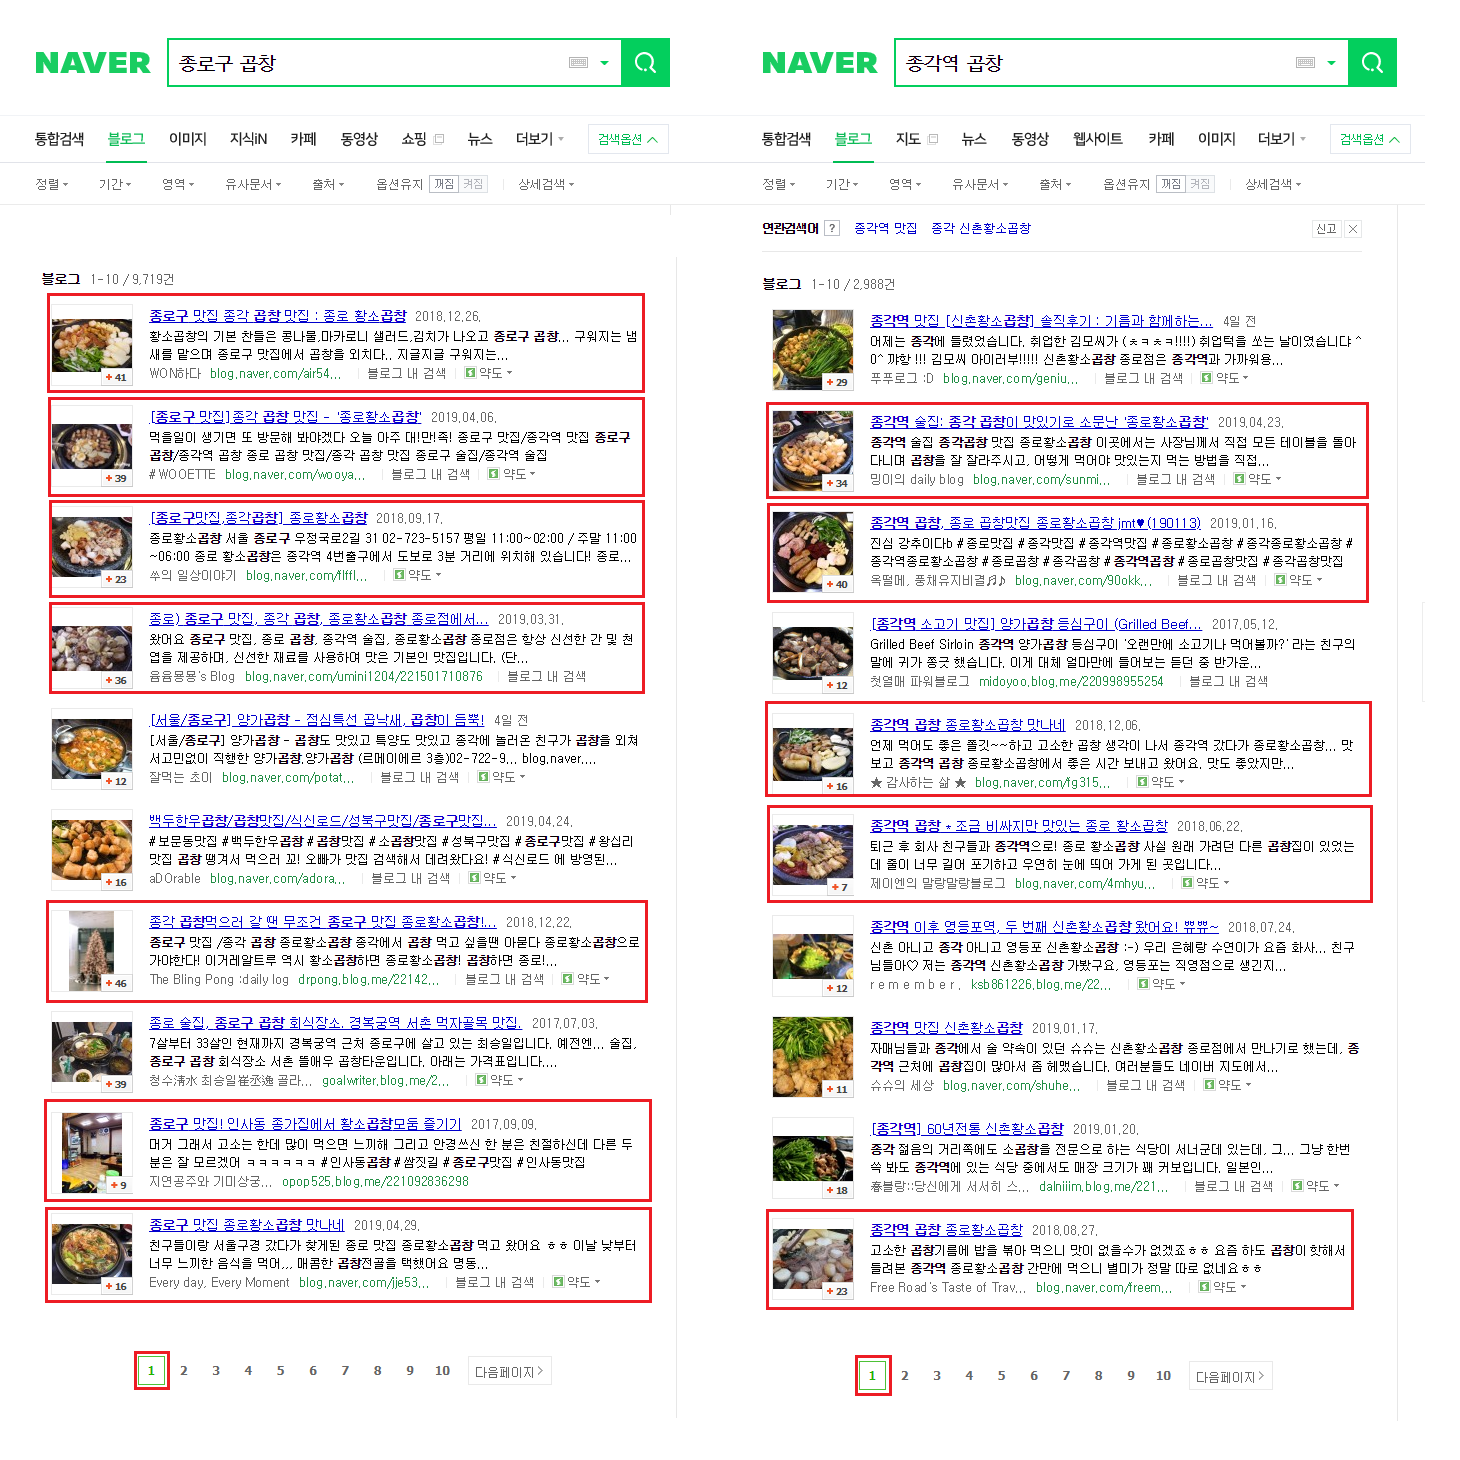 NAVER
종로구 곱창
통합검색 블로그 이미지 지식iN 카페 동영상 쇼핑 뉴스 더보기 검색옵션
정렬 기간 영역 유사문서 출처 옵션유지 꺼짐 켜짐 상세검색
블로그 1-10 / 9,719건
종로구 맛집 종각 곱창 맛집 : 종로 황소곱창 2018.12.26.
황소곱창의 기본 찬들은 콩나물,마카로니 샐러드,김치가 나오고 종로구 곱창... 구워지는 냄
새를 맡으며 종로구 맛집에서 곱창을 외치다.. 지글지글 구워지는...
+ 41
WON하다 blog.naver.com/air54... 블로그 내 검색 약도
[종로구 맛집] 종각 곱창 맛집 - '종로황소곱창' 2019.04.06.
먹을일이 생기면 또 방문해 봐야겠다 오늘 아주 대!만!족! 종로구 맛집/종각역 맛집 종로구
곱창/종각역 곱창 종로 곱창 맛집/종각 곱창 맛집 종로구 술집/종각역 술집
+ 39
# WOOETTE blog.naver.com/wooya... 블로그 내 검색 약도
[종로구맛집,종각곱창] 종로황소곱창 2018.09.17.
종로황소곱창 서울 종로구 우정국로2길 31 02-723-5157 평일 11:00~02:00 / 주말 11:00
~06:00 종로 황소곱창은 종각역 4번출구에서 도보로 3분 거리에 위치해 있습니다! 종로...
+ 23
쑤의 일상이야기 blog.naver.com/flffl... 약도
종로) 종로구 맛집, 종각 곱창, 종로황소곱창 종로점에서... 2019.03.31.
왔어요 종로구 맛집, 종로 곱창, 종각역 술집, 종로황소곱창 종로점은 항상 신선한 간 및 천
엽을 제공하며, 신선한 재료를 사용하여 맛은 기본인 맛집입니다. (단...
+ 36
윰윰몽몽's Blog blog.naver.com/umini1204/221501710876 블로그 내 검색
[서울/종로구] 양가곱창 - 점심특선 곱낙새, 곱창이 듬뿍! 4일 전
[서울/종로구] 양가곱창 - 곱창도 맛있고 특양도 맛있고 종각에 놀러온 친구가 곱창을 외쳐
서고민없이 직행한 양가곱창.양가곱창 (르메이에르 3층)02-722-9... blog.naver....
+ 12
잘먹는 초이 blog.naver.com/potat... 블로그 내 검색 약도
백두한우곱창/곱창맛집/식신로드/성북구맛집/종로구맛집... 2019.04.24.
# 보문동맛집 # 백두한우곱창 # 곱창맛집 # 소곱창맛집 # 성북구맛집 # 종로구맛집 # 왕십리
맛집 곱창 땡겨서 먹으러 꼬! 오빠가 맛집 검색해서 데려왔다요! # 식신로드 에 방영된...
+ 16
aDOrable blog.naver.com/adora... 블로그 내 검색 약도
종각 곱창먹으러 갈 땐 무조건 종로구 맛집 종로황소곱창!... 2018.12.22.
종로구 맛집 /종각 곱창 종로황소곱창 종각에서 곱창 먹고 싶을땐 아묻다 종로황소곱창으로
가야한다! 이거레알트루 역시 황소곱창하면 종로황소곱창! 곱창하면 종로!...
+ 46
The Bling Pong :daily log drpong.blog.me/22142... 블로그 내 검색 약도
종로 술집, 종로구 곱창 회식장소. 경복궁역 서촌 먹자골목 맛집. 2017.07.03.
7살부터 33살인 현재까지 경복궁역 근처 종로구에 살고 있는 최승일입니다. 예전엔... 술집,
종로구 곱창 회식장소 서촌 뜰애우 곱창타운입니다. 아래는 가격표입니다....
+ 39
청수淸水 최승일崔丞逸 골라... goalwriter.blog.me/2... 약도
종로구 맛집! 인사동 종가집에서 황소곱창모둠 즐기기 2017.09.09.
머거 그래서 고소는 한데 많이 먹으면 느끼해 그리고 안경쓰신 한 분은 친절하신데 다른 두
분은 잘 모르겠어 ㅋㅋㅋㅋㅋㅋ # 인사동곱창 # 쌈짓길 # 종로구맛집 # 인사동맛집
+ 9
지연공주와 기미상궁... opop525.blog.me/221092836298
종로구 맛집 종로황소곱창 맛나네 2019.04.29.
친구들이랑 서울구경 갔다가 찾게된 종로 맛집 종로황소곱창 먹고 왔어요 ㅎㅎ 이날 낮부터
너무 느끼한 음식을 먹어,,, 매콤한 곱창전골을 택했어요 명동...
+ 16
Every day, Every Moment blog.naver.com/jje53... 블로그 내 검색 약도
1 2 3 4 5 6 7 8 9 10 다음페이지
NAVER
종각역 곱창
통합검색 블로그 지도 뉴스 동영상 웹사이트 카페 이미지 더보기 검색옵션
정렬 기간 영역 유사문서 출처 옵션유지 꺼짐 켜짐 상세검색
연관검색어 ? 종각역 맛집 종각 신촌황소곱창 신고
블로그 1-10 / 2,988건
종각역 맛집 [신촌황소곱창] 솔직후기 : 기름과 함께하는... 4일 전
어제는 종각에 들렀었습니다. 취업한 김모씨가 (ㅊㅋㅊㅋ!!!!) 취업턱을 쏘는 날이였습니댜 ^
0^ 꺄항 !!! 김모씨 아이러부!!!!! 신촌황소곱창 종로점은 종각역과 가까워용...
+ 29
푸푸로그 :D blog.naver.com/geniu... 블로그 내 검색 약도
종각역 술집: 종각 곱창이 맛있기로 소문난 '종로황소곱창' 2019.04.23.
종각역 술집 종각곱창 맛집 종로황소곱창 이곳에서는 사장님께서 직접 모든 테이블을 돌아
다니며 곱창을 잘 잘라주시고, 어떻게 먹어야 맛있는지 먹는 방법을 직접...
+ 34
밍이의 daily blog blog.naver.com/sunmi... 블로그 내 검색 약도
종각역 곱창, 종로 곱창맛집 종로황소곱창 jmt♥(190113) 2019.01.16.
진심 강추이다b # 종로맛집 # 종각맛집 # 종각역맛집 # 종로황소곱창 # 종각종로황소곱창 #
종각역종로황소곱창 # 종로곱창 # 종각곱창 # 종각역곱창 # 종로곱창맛집 # 종각곱창맛집
+ 40
옥떨메, 풍채유지비결♬♪ blog.naver.com/90okk... 블로그 내 검색 약도
[종각역 소고기 맛집] 양가곱창 등심구이 (Grilled Beef... 2017.05.12.
Grilled Beef Sirloin 종각역 양가곱창 등심구이 '오랜만에 소고기나 먹어볼까?' 라는 친구의
말에 귀가 쫑긋 했습니다. 이게 대체 얼마만에 들어보는 듣던 중 반가운...
+ 12
첫열매 파워블로그 midoyoo.blog.me/220998955254 블로그 내 검색
종각역 곱창 종로황소곱창 맛나네 2018.12.06.
언제 먹어도 좋은 쫄깃~~하고 고소한 곱창 생각이 나서 종각역 갔다가 종로황소곱창... 맛
보고 종각역 곱창 종로황소곱창에서 좋은 시간 보내고 왔어요. 맛도 좋았지만...
+ 16
★ 감사하는 삶 ★ blog.naver.com/fg315... 약도
종각역 곱창 * 조금 비싸지만 맛있는 종로 황소곱창 2018.06.22.
퇴근 후 회사 친구들과 종각역으로! 종로 황소곱창 사실 원래 가려던 다른 곱창집이 있었는
데 줄이 너무 길어 포기하고 우연히 눈에 띄어 가게 된 곳입니다...
+ 7
제이엔의 말랑말랑블로그 blog.naver.com/4mhyu... 약도
종각역 이후 영등포역, 두 번째 신촌황소곱창 왔어요! 쀼쀼~ 2018.07.24.
신촌 아니고 종각 아니고 영등포 신촌황소곱창 :-) 우리 은혜랑 수연이가 요즘 화사... 친구
님들아♡ 저는 종각역 신촌황소곱창 가봤구요, 영등포는 직영점으로 생긴지...
+ 12
r e m e m b e r . ksb861226.blog.me/22... 약도
종각역 맛집 신촌황소곱창 2019.01.17.
자매님들과 종각에서 술 약속이 있던 슈슈는 신촌황소곱창 종로점에서 만나기로 했는데, 종
각역 근처에 곱창집이 많아서 좀 헤맸습니다. 여러분들도 네이버 지도에서...
+ 11
슈슈의 세상 blog.naver.com/shuhe... 블로그 내 검색 약도
[종각역] 60년전통 신촌황소곱창 2019.01.20.
종각 젊음의 거리쪽에도 소곱창을 전문으로 하는 식당이 서너군데 있는데, 그... 그냥 한번
쓱 봐도 종각역에 있는 식당 중에서도 매장 크기가 꽤 커보입니다. 일본인...
+ 18
春블랑::당신에게 서서히 스... dalniiim.blog.me/221... 블로그 내 검색 약도
종각역 곱창 종로황소곱창 2018.08.27.
고소한 곱창기름에 밥을 볶아 먹으니 맛이 없을수가 없겠죠ㅎㅎ 요즘 하도 곱창이 핫해서
들려본 종각역 종로황소곱창 간만에 먹으니 별미가 정말 따로 없네요ㅎㅎ
+ 23
Free Road's Taste of Trav... blog.naver.com/freem... 약도
1 2 3 4 5 6 7 8 9 10 다음페이지